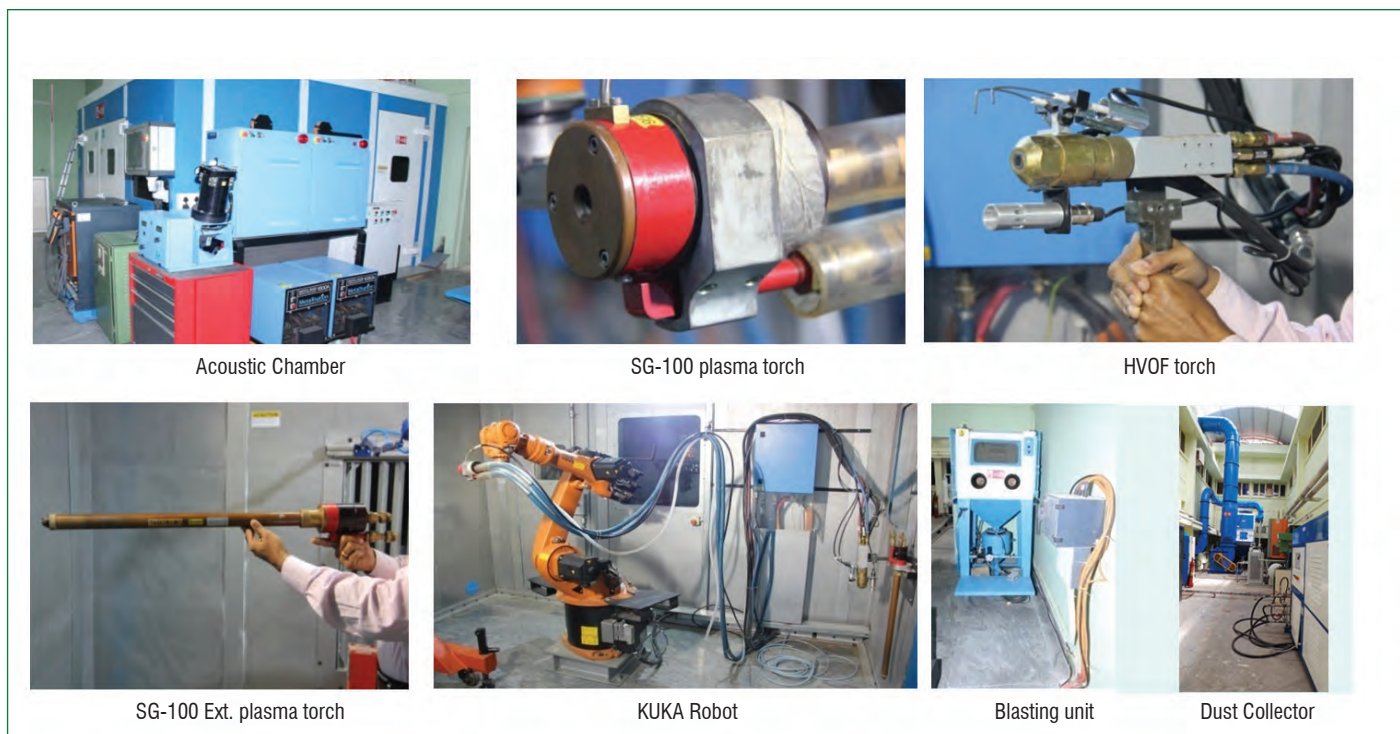 Acoustic Chamber
SG-100 plasma torch
HVOF torch
SG-100 Ext. plasma torch
KUKA Robot
Blasting unit
Dust Collector